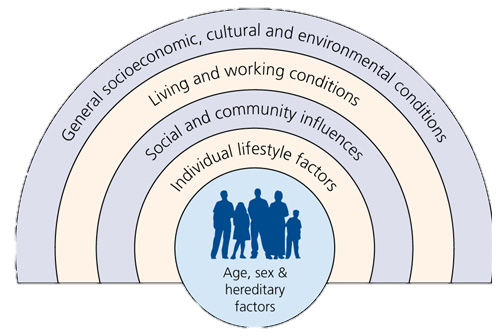 General socioeconomic, cultural and environmental conditions
Living and working conditions
Social and community influences
Individual lifestyle factors
Age, sex &
hereditary
factors